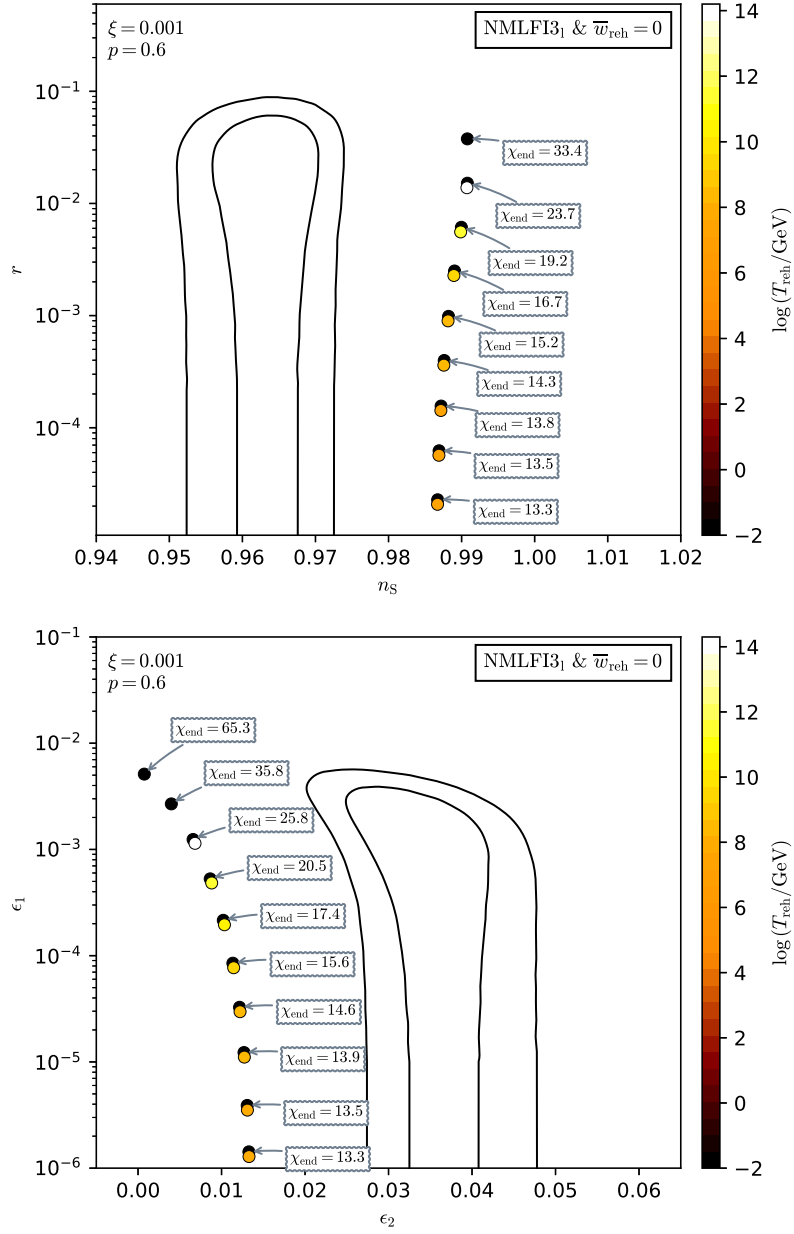 ξ = 0.001
p = 0.6
NMLFI3ₗ & w̅reh = 0
10⁻¹
10⁻²
10⁻³
10⁻⁴
r
χend = 33.4
χend = 23.7
χend = 19.2
χend = 16.7
χend = 15.2
χend = 14.3
χend = 13.8
χend = 13.5
χend = 13.3
0.94 0.95 0.96 0.97 0.98 0.99 1.00 1.01 1.02
nS
14
12
10
8
6
4
2
0
−2
log (Treh/GeV)
ξ = 0.001
p = 0.6
NMLFI3ₗ & w̅reh = 0
10⁻¹
10⁻²
10⁻³
10⁻⁴
10⁻⁵
10⁻⁶
ϵ₁
χend = 65.3
χend = 35.8
χend = 25.8
χend = 20.5
χend = 17.4
χend = 15.6
χend = 14.6
χend = 13.9
χend = 13.5
χend = 13.3
0.00 0.01 0.02 0.03 0.04 0.05 0.06
ϵ₂
14
12
10
8
6
4
2
0
−2
log (Treh/GeV)